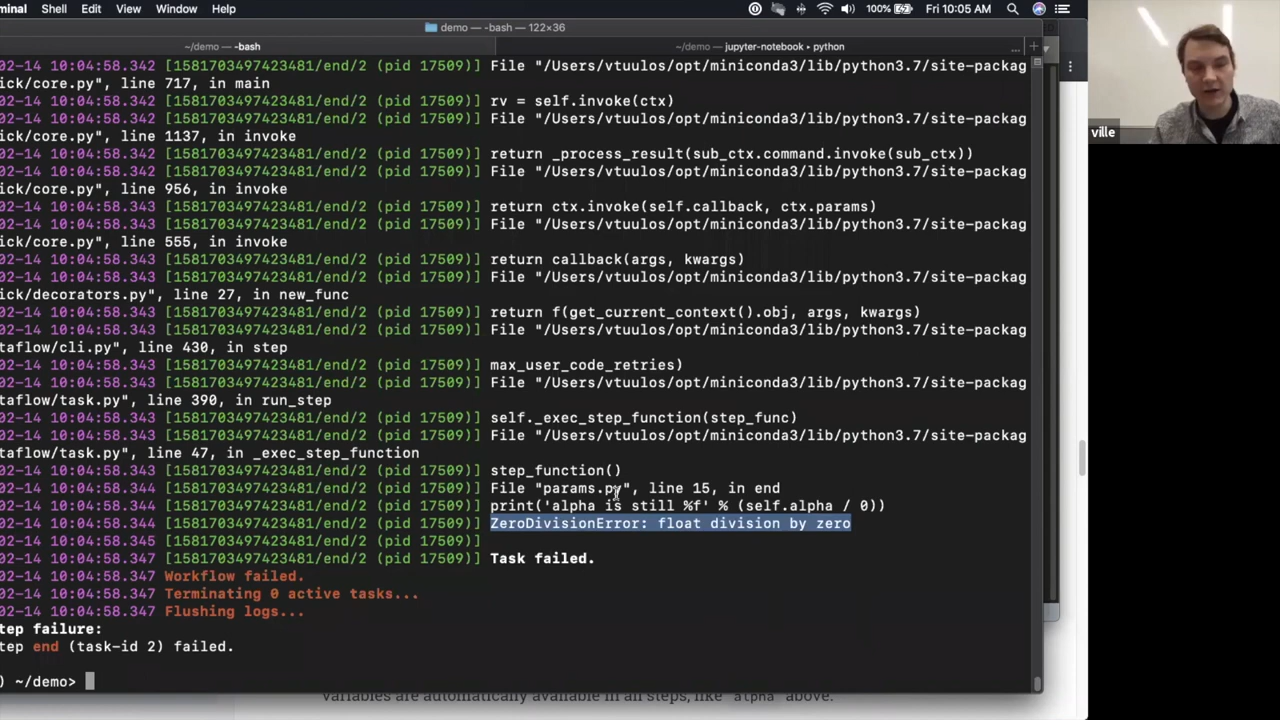 minal Shell Edit View Window Help 100% Fri 10:05 AM
demo — -bash — 122×36
~/demo — -bash ~/demo — jupyter-notebook ▸ python ... +
02-14 10:04:58.342 [1581703497423481/end/2 (pid 17509)] File "/Users/vtuulos/opt/miniconda3/lib/python3.7/site-packag
ick/core.py", line 717, in main
02-14 10:04:58.342 [1581703497423481/end/2 (pid 17509)] rv = self.invoke(ctx)
02-14 10:04:58.342 [1581703497423481/end/2 (pid 17509)] File "/Users/vtuulos/opt/miniconda3/lib/python3.7/site-packag
ick/core.py", line 1137, in invoke
02-14 10:04:58.342 [1581703497423481/end/2 (pid 17509)] return _process_result(sub_ctx.command.invoke(sub_ctx))
02-14 10:04:58.342 [1581703497423481/end/2 (pid 17509)] File "/Users/vtuulos/opt/miniconda3/lib/python3.7/site-packag
ick/core.py", line 956, in invoke
02-14 10:04:58.342 [1581703497423481/end/2 (pid 17509)] return ctx.invoke(self.callback, ctx.params)
02-14 10:04:58.343 [1581703497423481/end/2 (pid 17509)] File "/Users/vtuulos/opt/miniconda3/lib/python3.7/site-packag
ick/core.py", line 555, in invoke
02-14 10:04:58.343 [1581703497423481/end/2 (pid 17509)] return callback(args, kwargs)
02-14 10:04:58.343 [1581703497423481/end/2 (pid 17509)] File "/Users/vtuulos/opt/miniconda3/lib/python3.7/site-packag
ick/decorators.py", line 27, in new_func
02-14 10:04:58.343 [1581703497423481/end/2 (pid 17509)] return f(get_current_context().obj, args, kwargs)
02-14 10:04:58.343 [1581703497423481/end/2 (pid 17509)] File "/Users/vtuulos/opt/miniconda3/lib/python3.7/site-packag
taflow/cli.py", line 430, in step
02-14 10:04:58.343 [1581703497423481/end/2 (pid 17509)] max_user_code_retries)
02-14 10:04:58.343 [1581703497423481/end/2 (pid 17509)] File "/Users/vtuulos/opt/miniconda3/lib/python3.7/site-packag
taflow/task.py", line 390, in run_step
02-14 10:04:58.343 [1581703497423481/end/2 (pid 17509)] self._exec_step_function(step_func)
02-14 10:04:58.343 [1581703497423481/end/2 (pid 17509)] File "/Users/vtuulos/opt/miniconda3/lib/python3.7/site-packag
taflow/task.py", line 47, in _exec_step_function
02-14 10:04:58.343 [1581703497423481/end/2 (pid 17509)] step_function()
02-14 10:04:58.344 [1581703497423481/end/2 (pid 17509)] File "params.py", line 15, in end
02-14 10:04:58.344 [1581703497423481/end/2 (pid 17509)] print('alpha is still %f' % (self.alpha / 0))
02-14 10:04:58.344 [1581703497423481/end/2 (pid 17509)] ZeroDivisionError: float division by zero
02-14 10:04:58.345 [1581703497423481/end/2 (pid 17509)]
02-14 10:04:58.347 [1581703497423481/end/2 (pid 17509)] Task failed.
02-14 10:04:58.347 Workflow failed.
02-14 10:04:58.347 Terminating 0 active tasks...
02-14 10:04:58.347 Flushing logs...
tep failure:
tep end (task-id 2) failed.
) ~/demo>
variables are automatically available in all steps, like alpha above.
ville